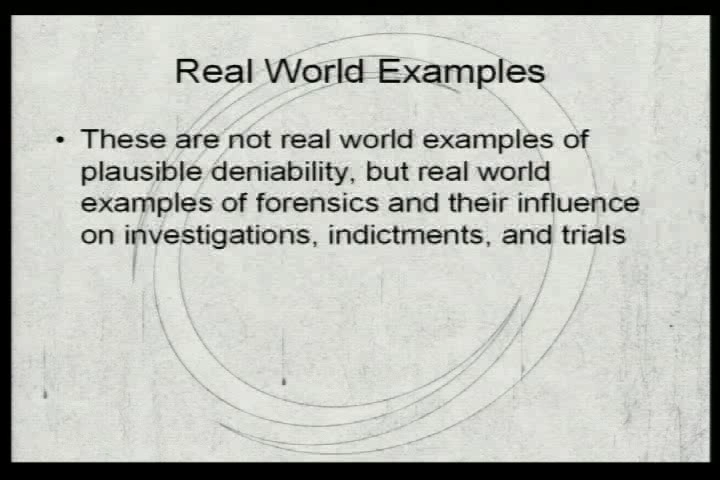 Real World Examples
• These are not real world examples of
plausible deniability, but real world
examples of forensics and their influence
on investigations, indictments, and trials